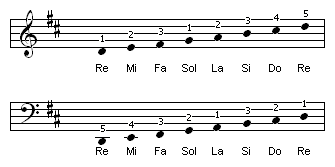 1 2 3 1 2 3 4 5
Re Mi Fa Sol La Si Do Re
5 4 3 2 1 3 2 1
Re Mi Fa Sol La Si Do Re